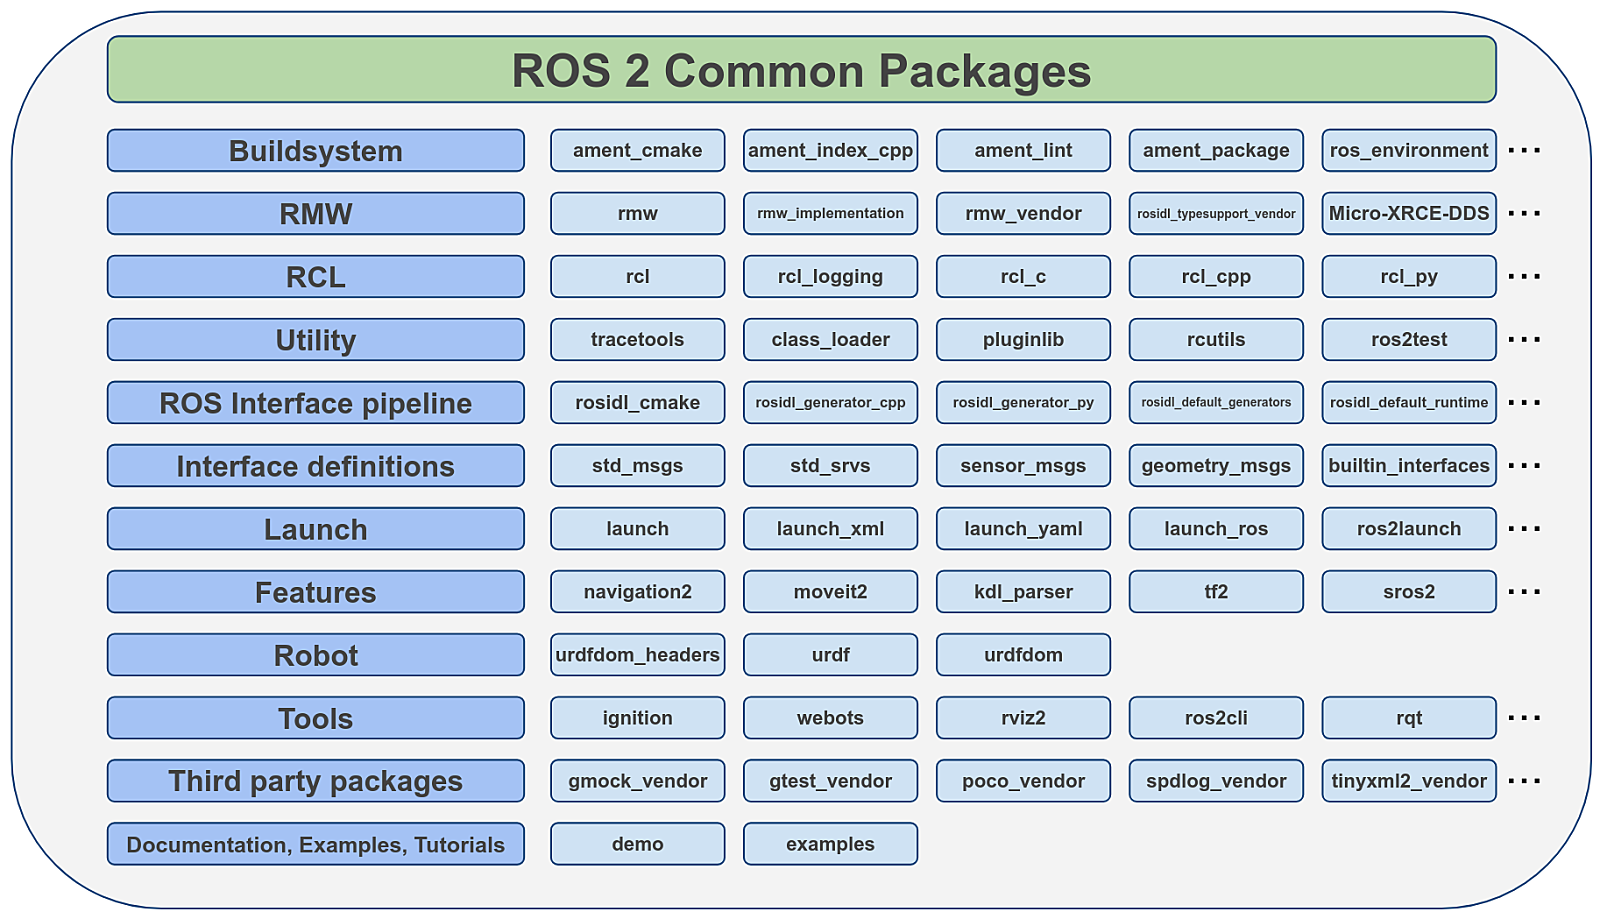 ROS 2 Common Packages
Buildsystem ament_cmake ament_index_cpp ament_lint ament_package ros_environment ...
RMW rmw rmw_implementation rmw_vendor rosidl_typesupport_vendor Micro-XRCE-DDS ...
RCL rcl rcl_logging rcl_c rcl_cpp rcl_py ...
Utility tracetools class_loader pluginlib rcutils ros2test ...
ROS Interface pipeline rosidl_cmake rosidl_generator_cpp rosidl_generator_py rosidl_default_generators rosidl_default_runtime ...
Interface definitions std_msgs std_srvs sensor_msgs geometry_msgs builtin_interfaces ...
Launch launch launch_xml launch_yaml launch_ros ros2launch ...
Features navigation2 moveit2 kdl_parser tf2 sros2 ...
Robot urdfdom_headers urdf urdfdom
Tools ignition webots rviz2 ros2cli rqt ...
Third party packages gmock_vendor gtest_vendor poco_vendor spdlog_vendor tinyxml2_vendor ...
Documentation, Examples, Tutorials demo examples